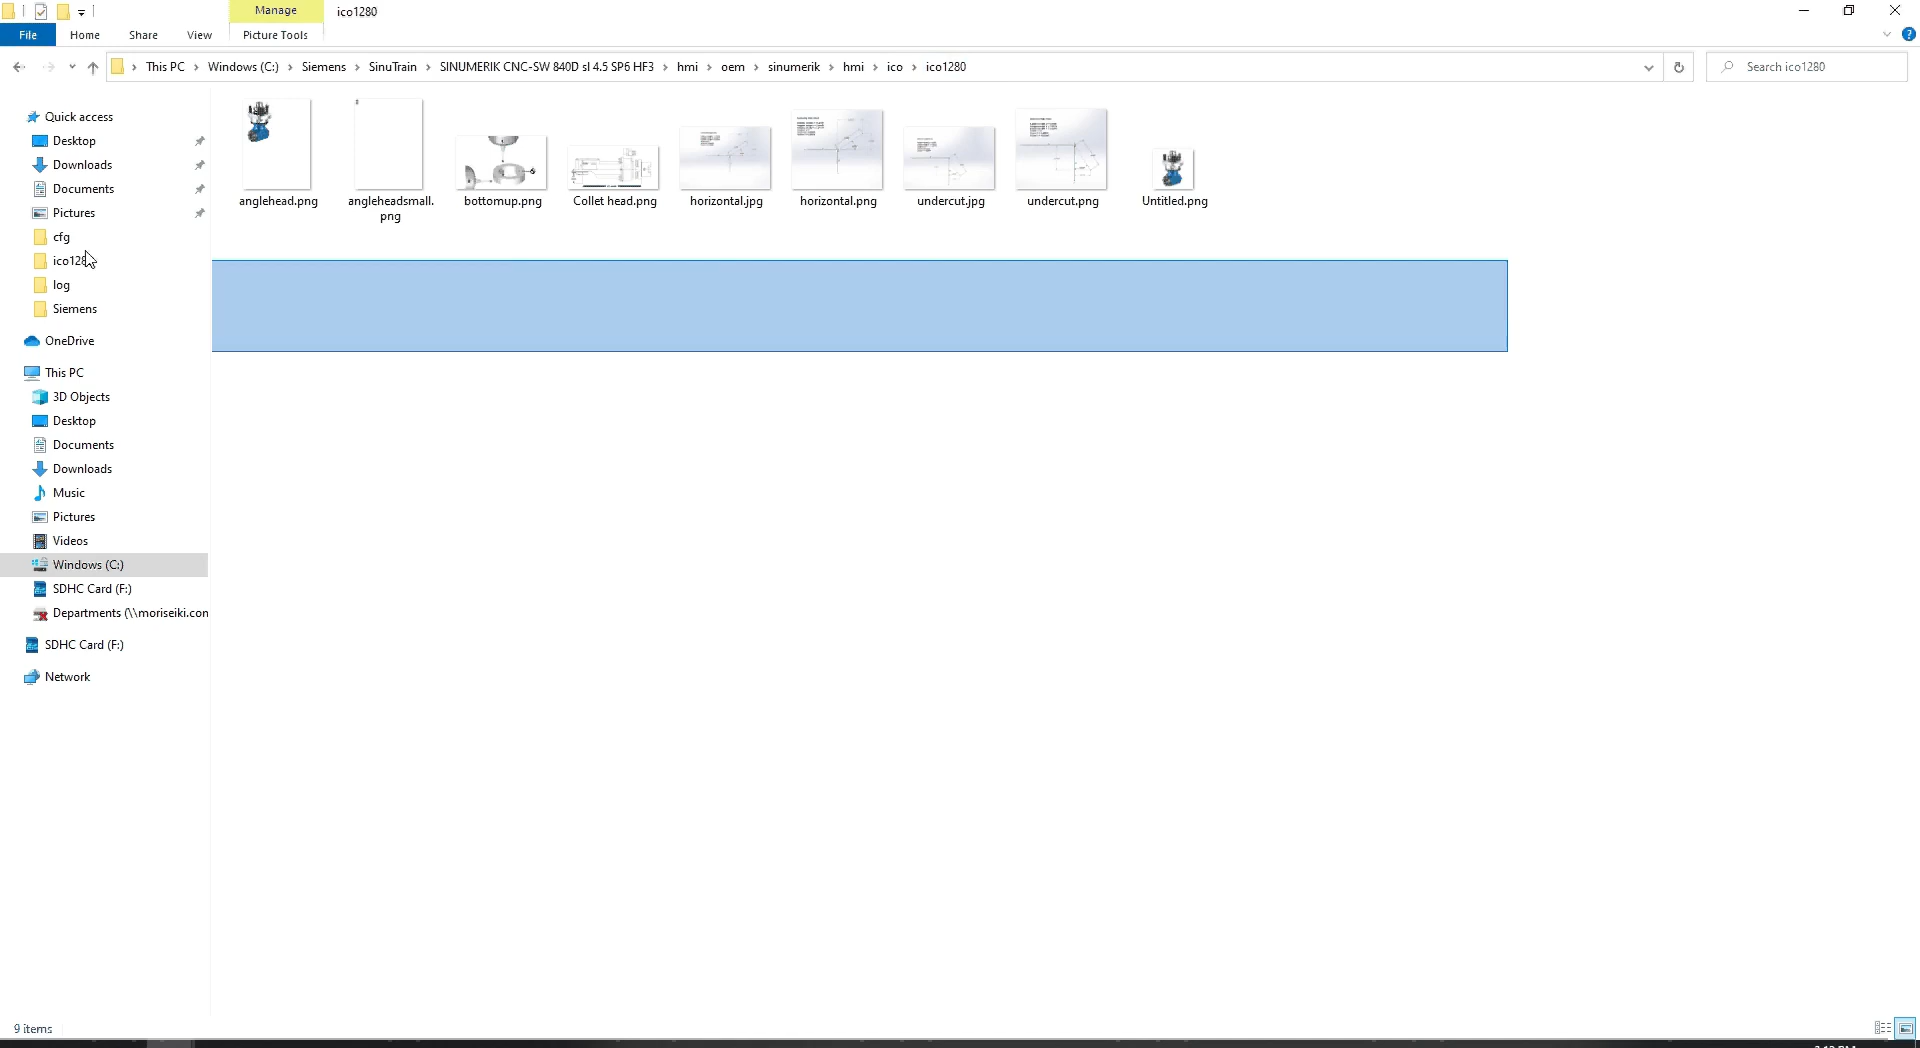 Manage
ico1280
File
Home
Share
View
Picture Tools
This PC
Windows (C:)
Siemens
SinuTrain
SINUMERIK CNC-SW 840D sl 4.5 SP6 HF3
hmi
oem
sinumerik
hmi
ico
ico1280
Search ico1280
Quick access
Desktop
Downloads
Documents
Pictures
cfg
log
Siemens
OneDrive
This PC
3D Objects
Desktop
Documents
Downloads
Music
Pictures
Videos
Windows (C:)
SDHC Card (F:)
Departments (\\moriseiki.con
SDHC Card (F:)
Network
anglehead.png
angleheadsmall.
png
bottomup.png
Collet head.png
horizontal.jpg
horizontal.png
undercut.jpg
undercut.png
Untitled.png
9 items